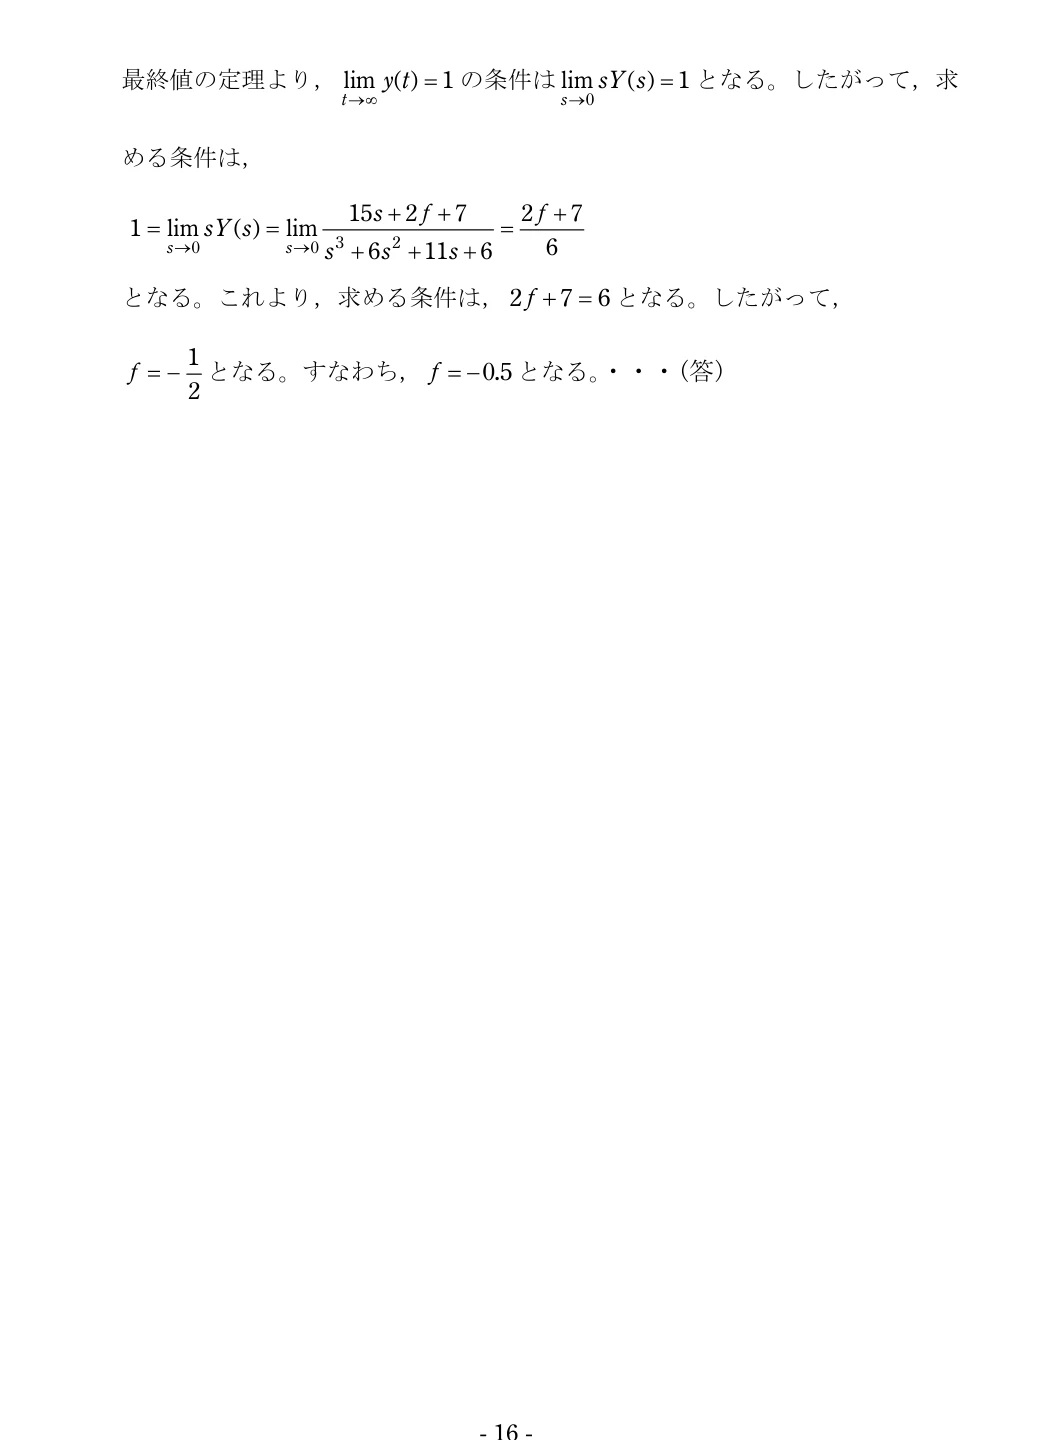 最終値の定理より， lim_{t→∞} y(t) = 1 の条件は lim_{s→0} sY(s) = 1 となる。したがって，求
める条件は，
1 = lim_{s→0} sY(s) = lim_{s→0} (15s + 2f + 7)/(s^3 + 6s^2 + 11s + 6) = (2f + 7)/6
となる。これより，求める条件は， 2f + 7 = 6 となる。したがって，
f = −1/2 となる。すなわち， f = −0.5 となる。・・・（答）
- 16 -